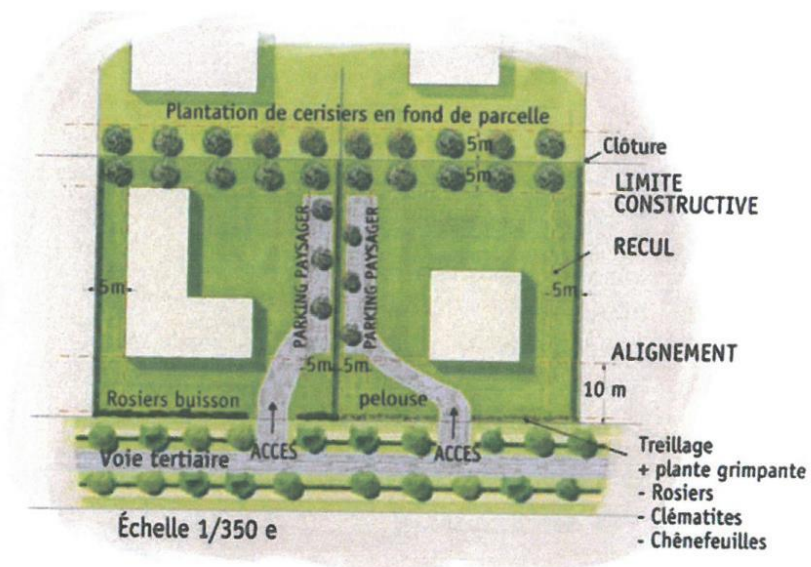 Plantation de cerisiers en fond de parcelle
5m
Clôture
5m
LIMITE
CONSTRUCTIVE
PARKING PAYSAGER
PARKING PAYSAGER
RECUL
5m
5m
ALIGNEMENT
5m
5m
10 m
Rosiers buisson
pelouse
ACCES
ACCES
Voie tertiaire
Treillage
+ plante grimpante
- Rosiers
- Clématites
- Chênefeuilles
Échelle 1/350 e